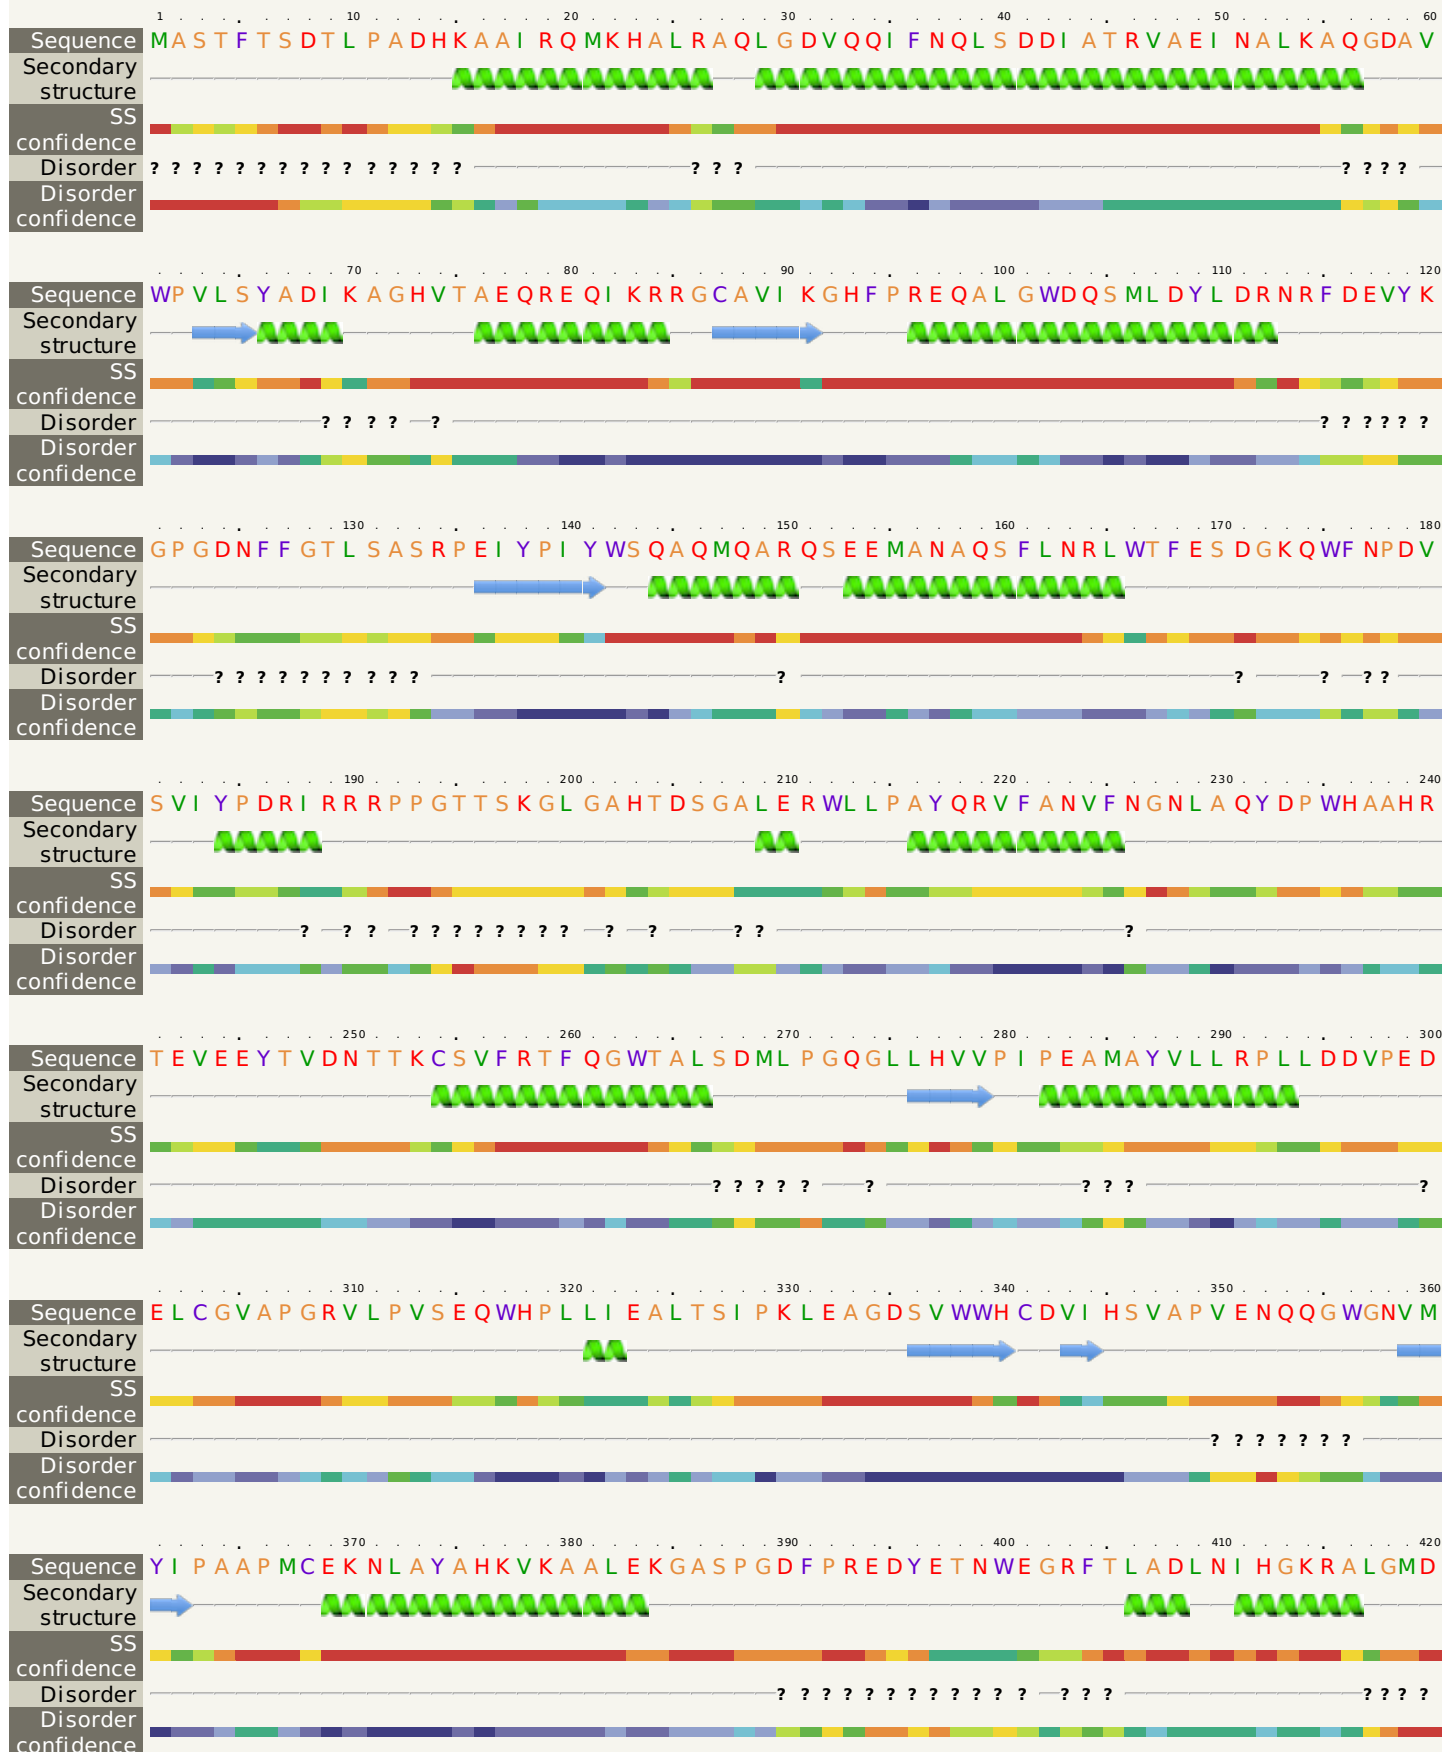 1 10 20 30 40 50 60
Sequence MASTFTSDTLPADHKAAIRQMKHALRAQLGDVQQIFNQLSDDIATRVAEINALKAQGDAV
Secondary
structure
SS
confidence
Disorder ? ? ? ? ? ? ? ? ? ? ? ? ? ? ? ? ? ? ? ? ? ?
Disorder
confidence
70 80 90 100 110 120
Sequence WPVLSYADIKAGHVTAEQREQIKRRGCAVIKGHFPREQALGWDQSMLDYLDRNRFDEVYK
Secondary
structure
SS
confidence
Disorder ? ? ? ? ? ? ? ? ? ? ?
Disorder
confidence
130 140 150 160 170 180
Sequence GPGDNFFGTLSASRPEIYPIYWSQAQMQARQSEEMANAQSFLNRLWTFESDGKQWFNPDV
Secondary
structure
SS
confidence
Disorder ? ? ? ? ? ? ? ? ? ? ? ? ? ? ?
Disorder
confidence
190 200 210 220 230 240
Sequence SVIYPDRIRRRPPGTTSKGLGAHTDSGALERWLLPAYQRVFANVFNGNLAQYDPWHAAHR
Secondary
structure
SS
confidence
Disorder ? ? ? ? ? ? ? ? ? ? ? ? ? ? ? ?
Disorder
confidence
250 260 270 280 290 300
Sequence TEVEEYTVDNTTKCSVFRTFQGWTALSDMLPGQGLLHVVPIPEAMAYVLLRPLLDDVPED
Secondary
structure
SS
confidence
Disorder ? ? ? ? ? ? ? ? ? ?
Disorder
confidence
310 320 330 340 350 360
Sequence ELCGVAPGRVLPVSEQWHPLLIEALTSIPKLEAGDSVWWHCDVIHSVAPVENQQGWGNVM
Secondary
structure
SS
confidence
Disorder ? ? ? ? ? ? ?
Disorder
confidence
370 380 390 400 410 420
Sequence YIPAAPMCEKNLAYAHKVKAALEKGASPGDFPREDYETNWEGRFTLADLNIHGKRALGMD
Secondary
structure
SS
confidence
Disorder ? ? ? ? ? ? ? ? ? ? ? ? ? ? ? ? ? ? ?
Disorder
confidence